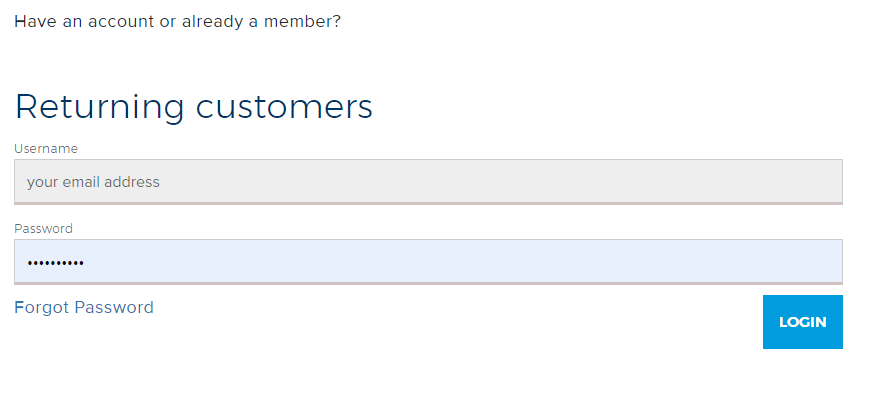 Have an account or already a member?
Returning customers
Username
your email address
Password
••••••••••
Forgot Password
LOGIN